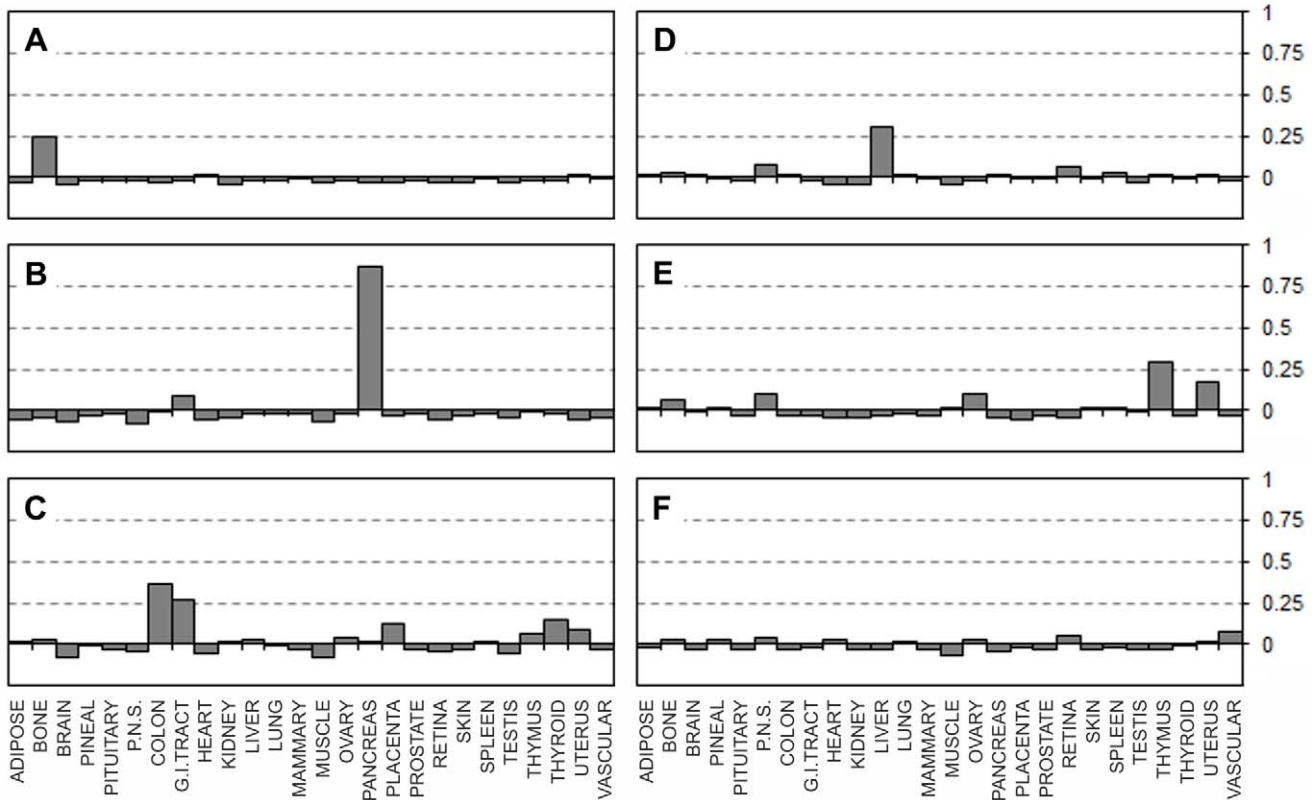 A
D
1
0.75
0.5
0.25
0
B
E
1
0.75
0.5
0.25
0
C
F
1
0.75
0.5
0.25
0
ADIPOSE
BONE
BRAIN
PINEAL
PITUITARY
P.N.S.
COLON
G.I.TRACT
HEART
KIDNEY
LIVER
LUNG
MAMMARY
MUSCLE
OVARY
PANCREAS
PLACENTA
PROSTATE
RETINA
SKIN
SPLEEN
TESTIS
THYMUS
THYROID
UTERUS
VASCULAR
ADIPOSE
BONE
BRAIN
PINEAL
PITUITARY
P.N.S.
COLON
G.I.TRACT
HEART
KIDNEY
LIVER
LUNG
MAMMARY
MUSCLE
OVARY
PANCREAS
PLACENTA
PROSTATE
RETINA
SKIN
SPLEEN
TESTIS
THYMUS
THYROID
UTERUS
VASCULAR